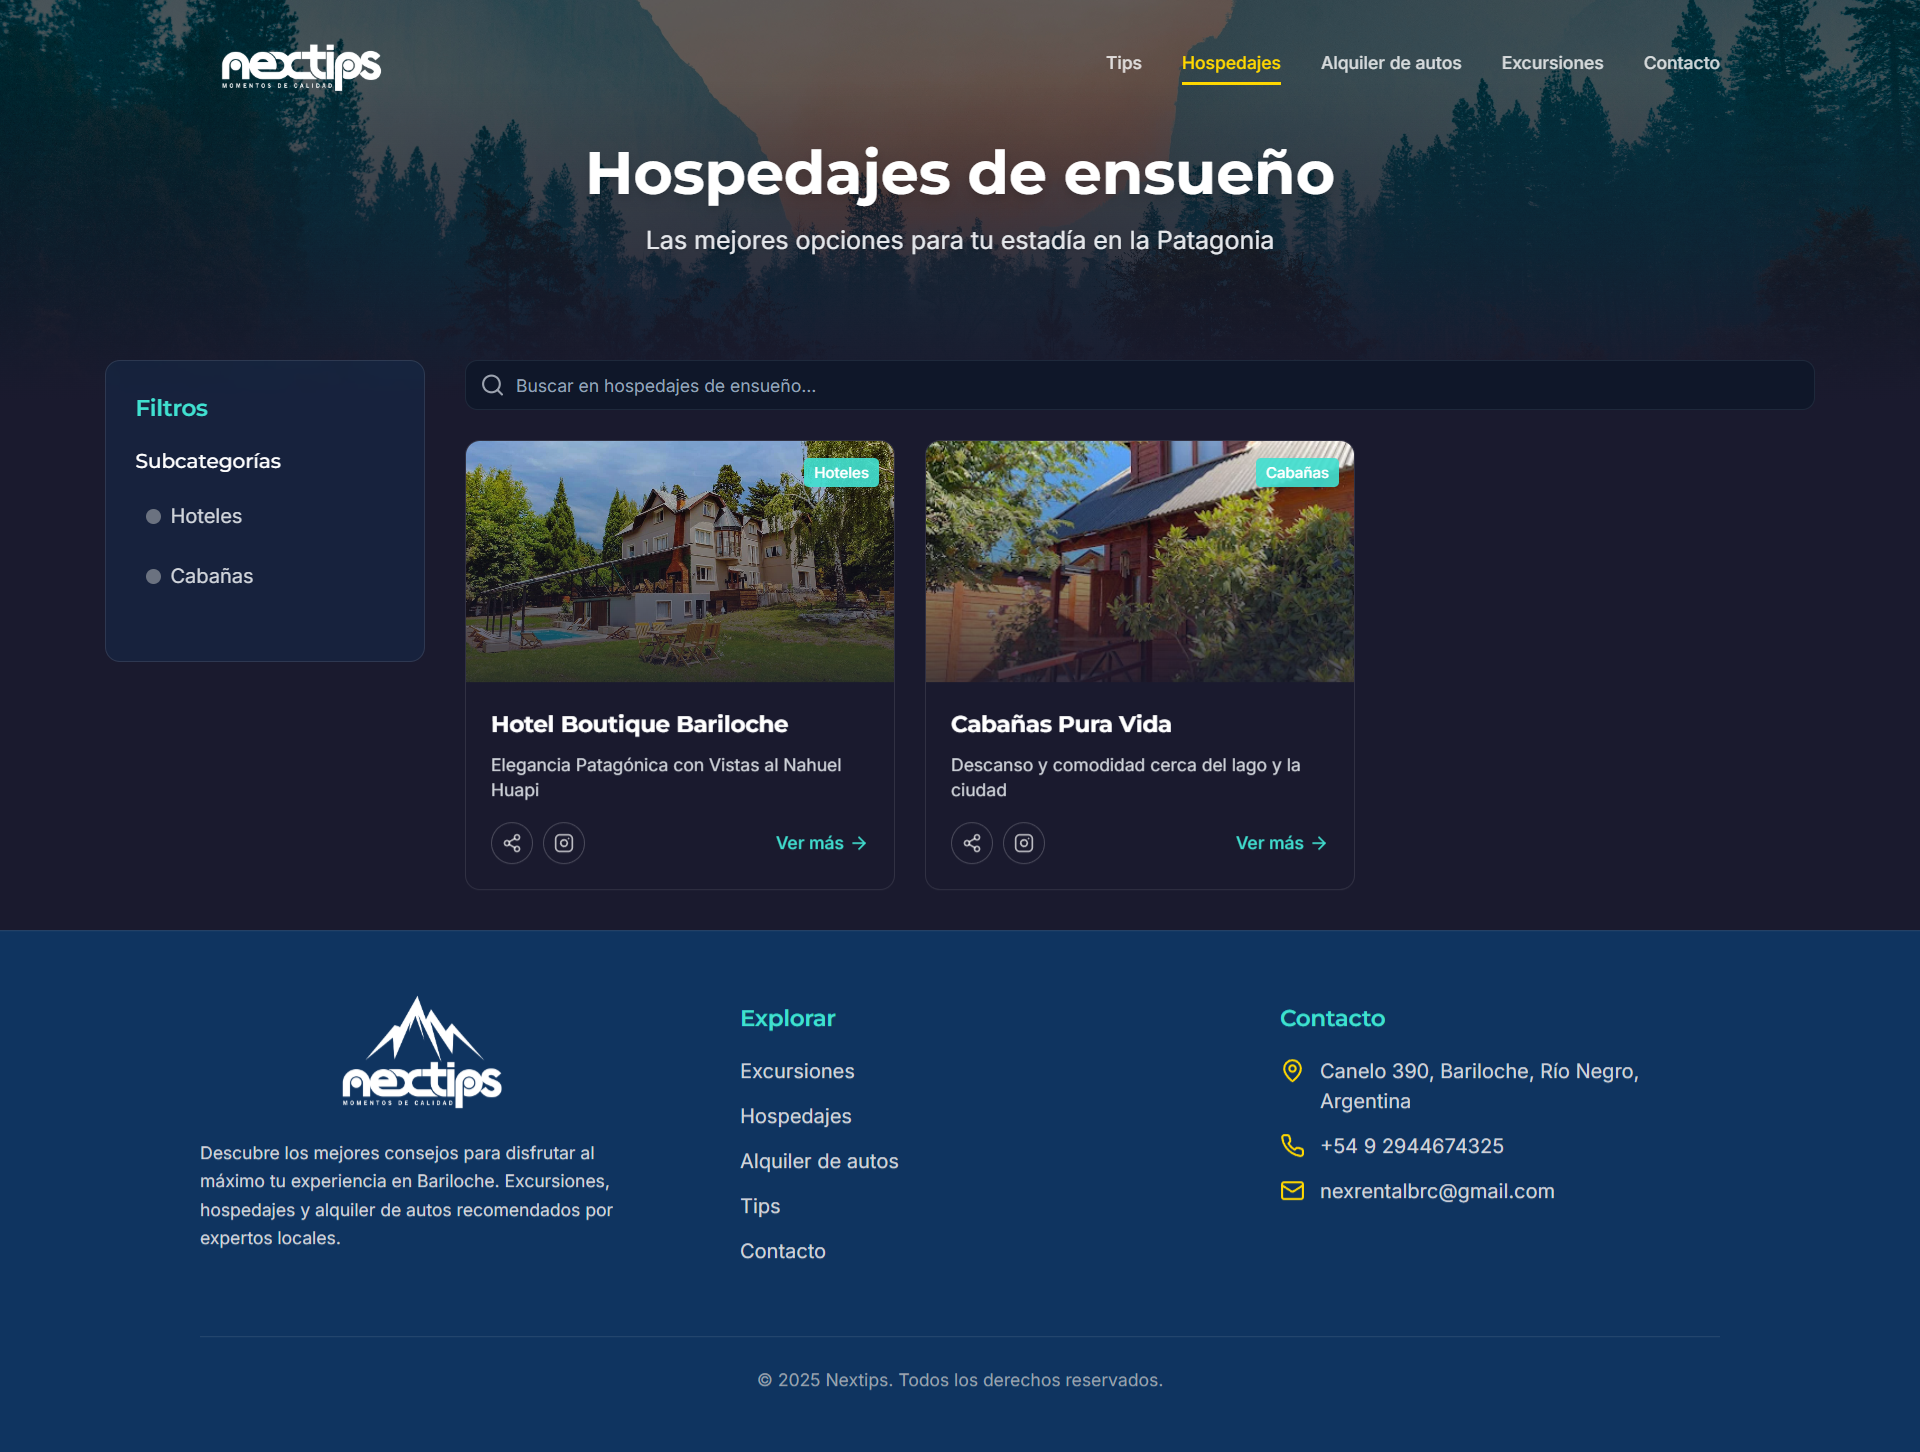 nextips
MOMENTOS DE CALIDAD
Tips
Hospedajes
Alquiler de autos
Excursiones
Contacto
Hospedajes de ensueño
Las mejores opciones para tu estadía en la Patagonia
Filtros
Subcategorías
Hoteles
Cabañas
Buscar en hospedajes de ensueño...
Hoteles
Hotel Boutique Bariloche
Elegancia Patagónica con Vistas al Nahuel
Huapi
Ver más
Cabañas
Cabañas Pura Vida
Descanso y comodidad cerca del lago y la
ciudad
Ver más
nextips
MOMENTOS DE CALIDAD
Descubre los mejores consejos para disfrutar al
máximo tu experiencia en Bariloche. Excursiones,
hospedajes y alquiler de autos recomendados por
expertos locales.
Explorar
Excursiones
Hospedajes
Alquiler de autos
Tips
Contacto
Contacto
Canelo 390, Bariloche, Río Negro,
Argentina
+54 9 2944674325
nexrentalbrc@gmail.com
© 2025 Nextips. Todos los derechos reservados.